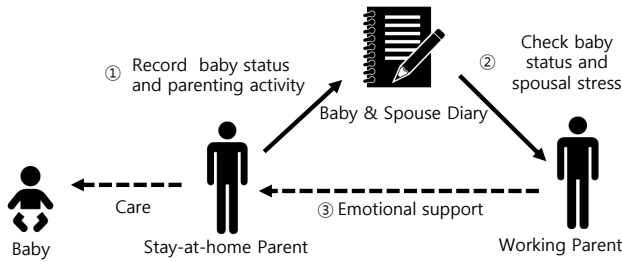 ① Record baby status
and parenting activity
② Check baby
status and
spousal stress
Baby & Spouse Diary
Care
③ Emotional support
Baby
Stay-at-home Parent
Working Parent